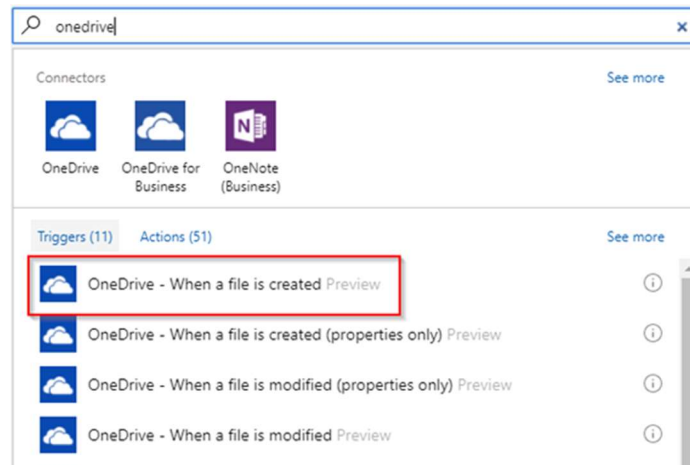 onedrive
Connectors
See more
OneDrive
OneDrive for
Business
OneNote
(Business)
Triggers (11)
Actions (51)
See more
OneDrive - When a file is created Preview
OneDrive - When a file is created (properties only) Preview
OneDrive - When a file is modified (properties only) Preview
OneDrive - When a file is modified Preview